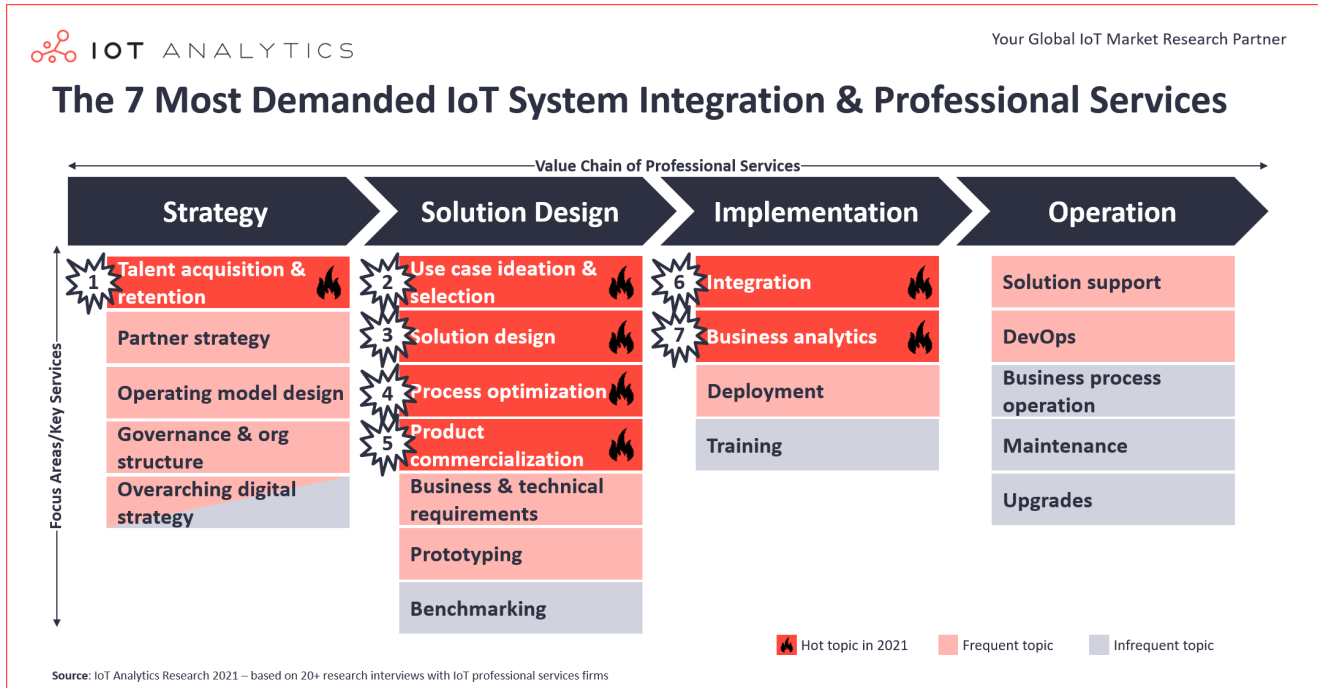 IOT ANALYTICS
Your Global IoT Market Research Partner
The 7 Most Demanded IoT System Integration & Professional Services
Value Chain of Professional Services
Strategy
Solution Design
Implementation
Operation
Focus Areas/Key Services
1
Talent acquisition &
retention
Partner strategy
Operating model design
Governance & org
structure
Overarching digital
strategy
2
Use case ideation &
selection
3
Solution design
4
Process optimization
5
Product
commercialization
Business & technical
requirements
Prototyping
Benchmarking
6
Integration
7
Business analytics
Deployment
Training
Solution support
DevOps
Business process
operation
Maintenance
Upgrades
Hot topic in 2021
Frequent topic
Infrequent topic
Source: IoT Analytics Research 2021 – based on 20+ research interviews with IoT professional services firms